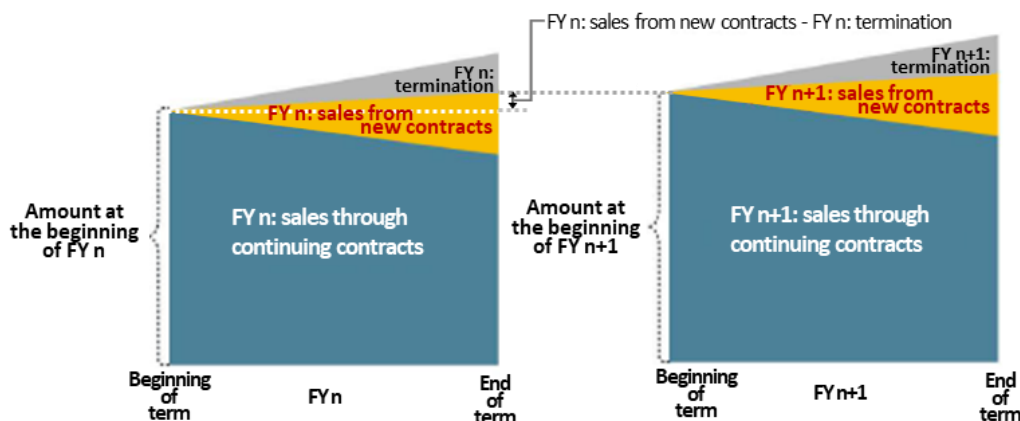 FY n: sales from new contracts - FY n: termination
FY n:
termination
FY n: sales from
new contracts
Amount at
the beginning
of FY n
FY n: sales through
continuing contracts
Beginning
of
term
FY n
End
of
term
FY n+1:
termination
FY n+1: sales from
new contracts
Amount at
the beginning
of FY n+1
FY n+1: sales through
continuing contracts
Beginning
of
term
FY n+1
End
of
term